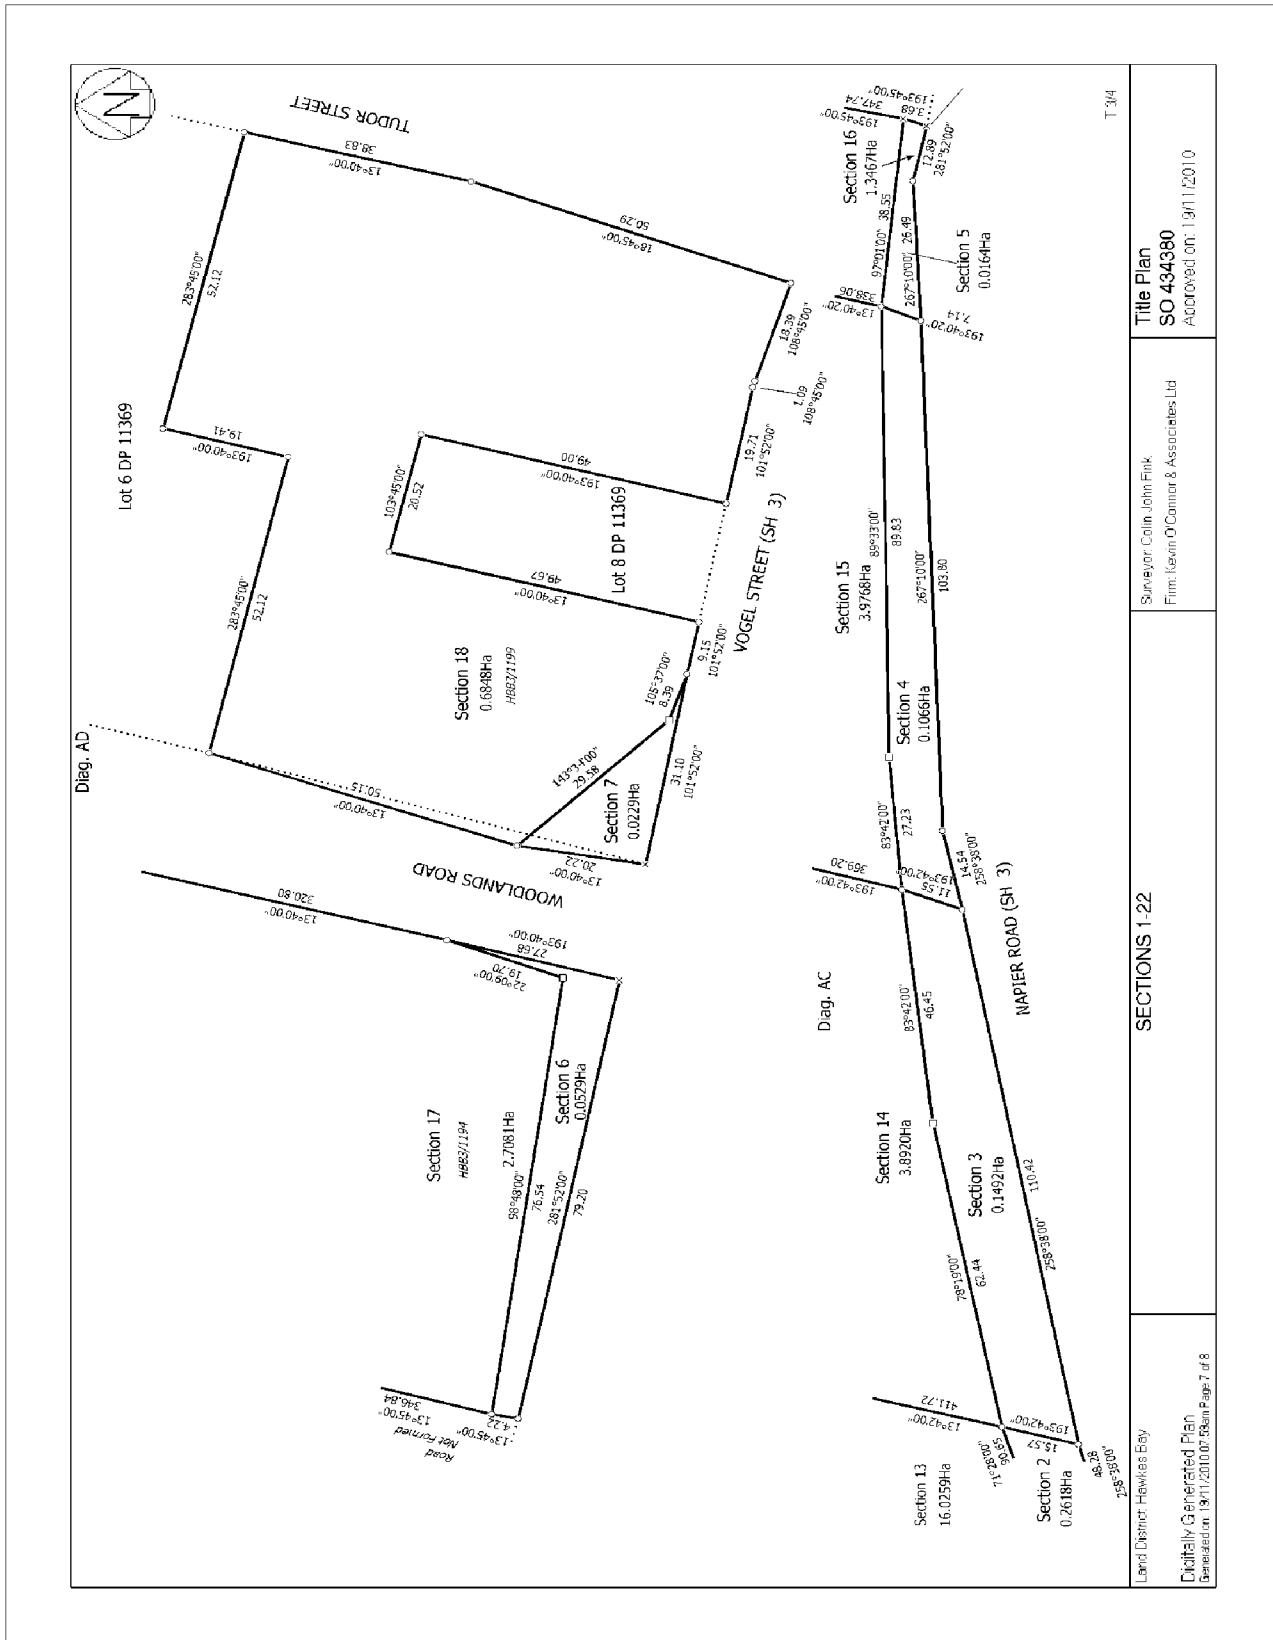 Diag. AD
Lot 6 DP 11369
TUDOR STREET
N
283°45'00"
52.12
38.83
13°40'00"
50.29
18°45'00"
19.41
193°40'00"
283°45'00"
52.12
103°45'00"
20.52
49.00
193°40'00"
18.39
108°45'00"
1.09
108°45'00"
19.71
101°52'00"
Lot 8 DP 11369
49.67
13°40'00"
VOGEL STREET (SH 3)
Section 18
0.6848Ha
HBB3/1199
105°37'00"
8.39
9.15
101°52'00"
50.15
13°40'00"
29.58
Section 7
0.0229Ha
31.10
101°52'00"
20.22
13°40'00"
WOODLANDS ROAD
320.80
13°40'00"
27.68
193°40'00"
19.70
22°09'00"
Section 17
HBB3/1194
2.7081Ha
98°48'00"
76.54
Section 6
0.0529Ha
281°52'00"
79.20
346.84
13°45'00"
4.22
13°45'00"
Road
Not Formed
Diag. AC
193°45'00"
347.74
193°45'00"
3.68
Section 16
1.3467Ha
12.89
281°52'00"
97°01'00"
38.55
267°10'00"
26.49
Section 5
0.0164Ha
338.06
13°40'20"
193°40'20"
7.14
Section 15
3.9768Ha
89°33'00"
89.83
267°10'00"
103.80
Section 4
0.1066Ha
83°42'00"
27.23
369.20
193°42'00"
193°42'00"
11.55
14.54
258°38'00"
NAPIER ROAD (SH 3)
83°42'00"
46.45
Section 14
3.8920Ha
Section 3
0.1492Ha
110.42
258°38'00"
78°19'00"
62.44
411.72
13°42'00"
193°42'00"
15.57
71°28'00"
90.65
Section 13
16.0259Ha
Section 2
0.2618Ha
48.28
258°38'00"
T 3/4
Land District: Hawkes Bay
Digitally Generated Plan
Generated on: 19/11/2010 07:59am Page 7 of 8
SECTIONS 1-22
Surveyor: Colin John Fink
Firm: Kevin O'Connor & Associates Ltd
Title Plan
SO 434380
Approved on: 19/11/2010